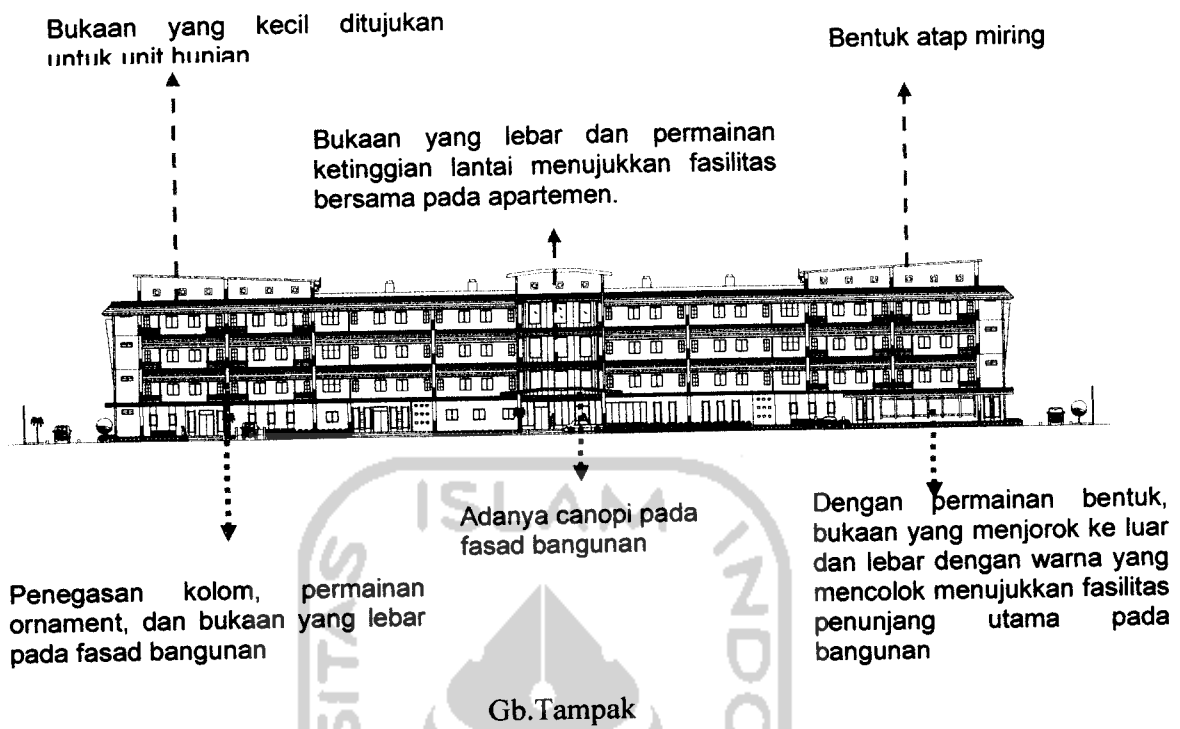 Bukaan yang kecil ditujukan
untuk unit hunian
Bentuk atap miring
Bukaan yang lebar dan permainan
ketinggian lantai menujukkan fasilitas
bersama pada apartemen.
Adanya canopi pada
fasad bangunan
Dengan permainan bentuk,
bukaan yang menjorok ke luar
dan lebar dengan warna yang
mencolok menujukkan fasilitas
penunjang utama pada
bangunan
Penegasan kolom, permainan
ornament, dan bukaan yang lebar
pada fasad bangunan
ISLAM
INDO
SITAS
Gb.Tampak